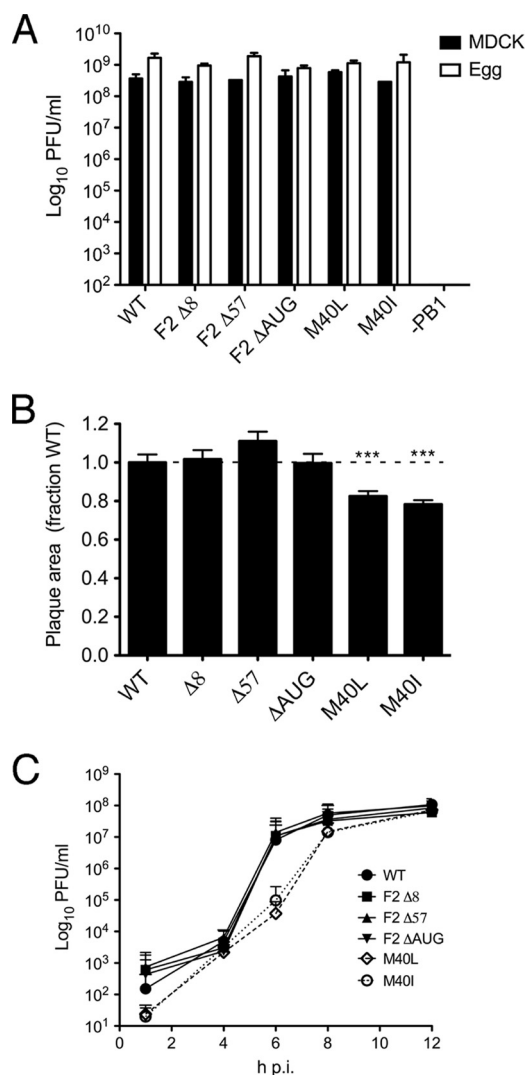 A
Log10 PFU/ml
10^10
10^9
10^8
10^7
10^6
10^5
10^4
10^3
10^2
MDCK
Egg
WT
F2 Δ8
F2 Δ57
F2 ΔAUG
M40L
M40I
-PB1
B
Plaque area (fraction WT)
1.2
1.0
0.8
0.6
0.4
0.2
0.0
***
***
WT
Δ8
Δ57
ΔAUG
M40L
M40I
C
Log10 PFU/ml
10^9
10^8
10^7
10^6
10^5
10^4
10^3
10^2
10^1
WT
F2 Δ8
F2 Δ57
F2 ΔAUG
M40L
M40I
0 2 4 6 8 10 12
h p.i.